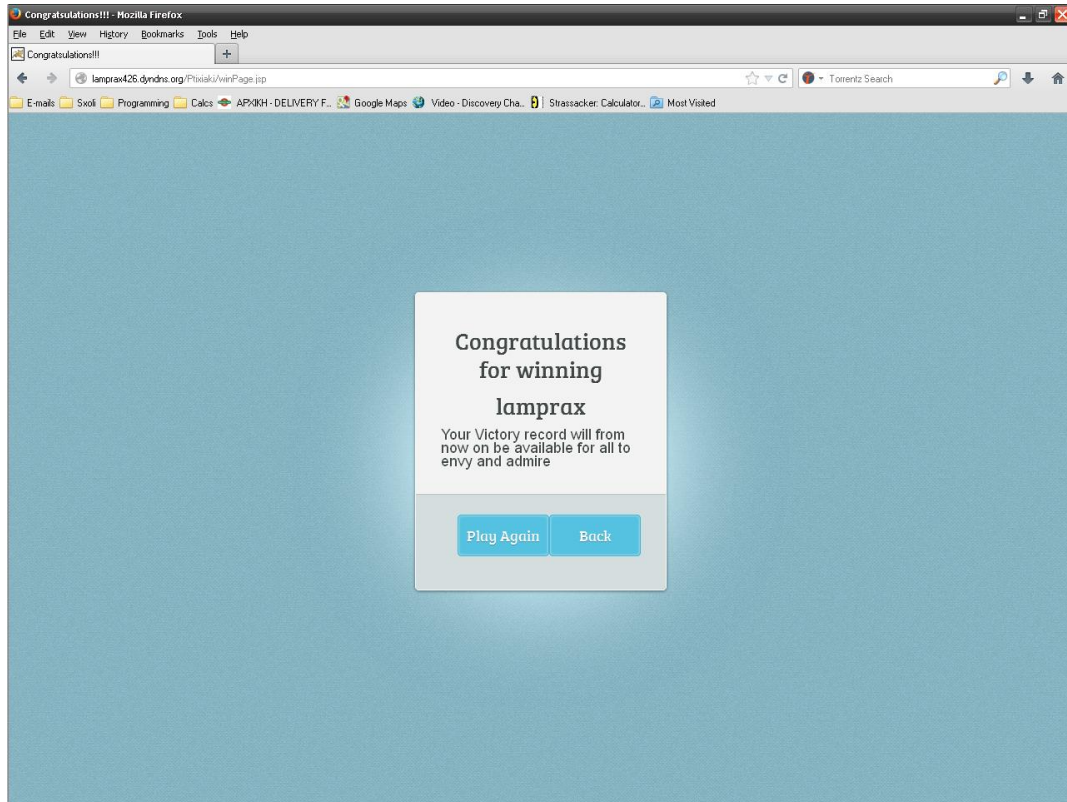 Congratsulations!!! - Mozilla Firefox
File Edit View History Bookmarks Tools Help
Congratsulations!!!
lamprax426.dyndns.org/Ptixiaki/winPage.jsp
Torrentz Search
E-mails Sxoli Programming Calcs ΑΡΧΙΚΗ - DELIVERY F... Google Maps Video - Discovery Cha... Strassacker: Calculator... Most Visited
Congratulations
for winning
lamprax
Your Victory record will from
now on be available for all to
envy and admire
Play Again Back